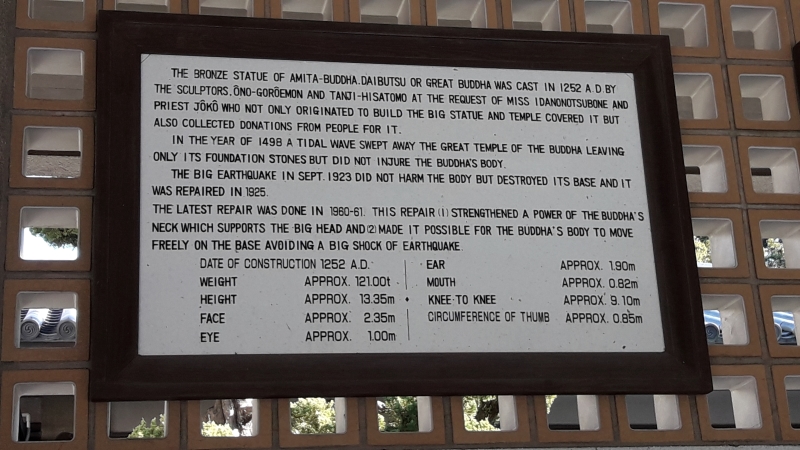 THE BRONZE STATUE OF AMITA-BUDDHA.DAIBUTSU OR GREAT BUDDHA WAS CAST IN 1252 A.D BY
THE SCULPTORS,ŌNO-GORŌEMON AND TANJI-HISATOMO AT THE REQUEST OF MISS IDANONOTSUBONE AND
PRIEST JŌKŌ WHO NOT ONLY ORIGINATED TO BUILD THE BIG STATUE AND TEMPLE COVERED IT BUT
ALSO COLLECTED DONATIONS FROM PEOPLE FOR IT.
IN THE YEAR OF 1498 A TIDAL WAVE SWEPT AWAY THE GREAT TEMPLE OF THE BUDDHA LEAVING
ONLY ITS FOUNDATION STONES BUT DID NOT INJURE THE BUDDHA'S BODY.
THE BIG EARTHQUAKE IN SEPT. 1923 DID NOT HARM THE BODY BUT DESTROYED ITS BASE AND IT
WAS REPAIRED IN 1925.
THE LATEST REPAIR WAS DONE IN 1960-61. THIS REPAIR (1) STRENGTHENED A POWER OF THE BUDDHA'S
NECK WHICH SUPPORTS THE BIG HEAD AND (2) MADE IT POSSIBLE FOR THE BUDDHA'S BODY TO MOVE
FREELY ON THE BASE AVOIDING A BIG SHOCK OF EARTHQUAKE.
DATE OF CONSTRUCTION 1252 A.D.
WEIGHT APPROX. 121.00t
HEIGHT APPROX. 13.35m
FACE APPROX. 2.35m
EYE APPROX. 1.00m
EAR APPROX. 1.90m
MOUTH APPROX. 0.82m
KNEE TO KNEE APPROX. 9.10m
CIRCUMFERENCE OF THUMB APPROX. 0.85m